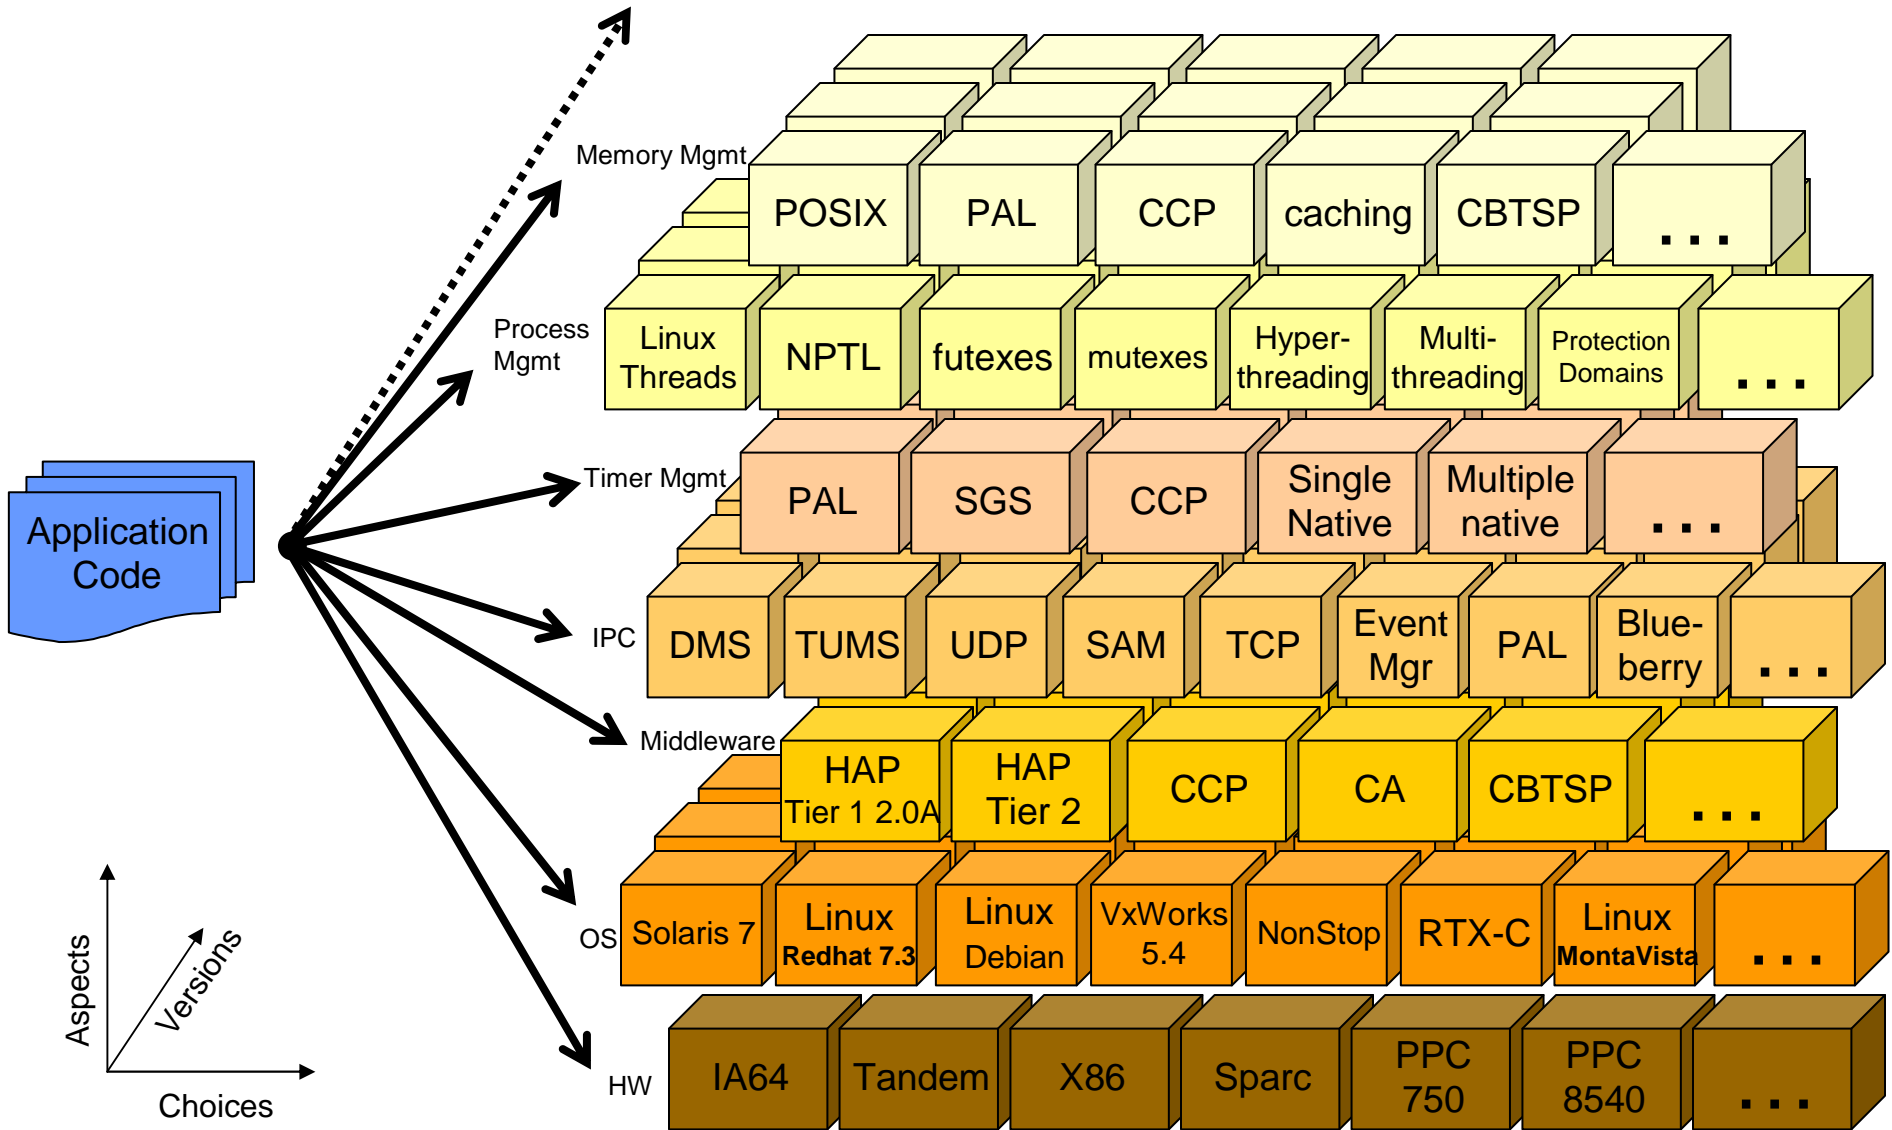 Memory Mgmt
POSIX
PAL
CCP
caching
CBTSP
...
Process
Mgmt
Linux
Threads
NPTL
futexes
mutexes
Hyper-
threading
Multi-
threading
Protection
Domains
...
Timer Mgmt
PAL
SGS
CCP
Single
Native
Multiple
native
...
Application
Code
IPC
DMS
TUMS
UDP
SAM
TCP
Event
Mgr
PAL
Blue-
berry
...
Middleware
HAP
Tier 1 2.0A
HAP
Tier 2
CCP
CA
CBTSP
...
OS
Solaris 7
Linux
Redhat 7.3
Linux
Debian
VxWorks
5.4
NonStop
RTX-C
Linux
MontaVista
...
HW
IA64
Tandem
X86
Sparc
PPC
750
PPC
8540
...
Aspects
Versions
Choices